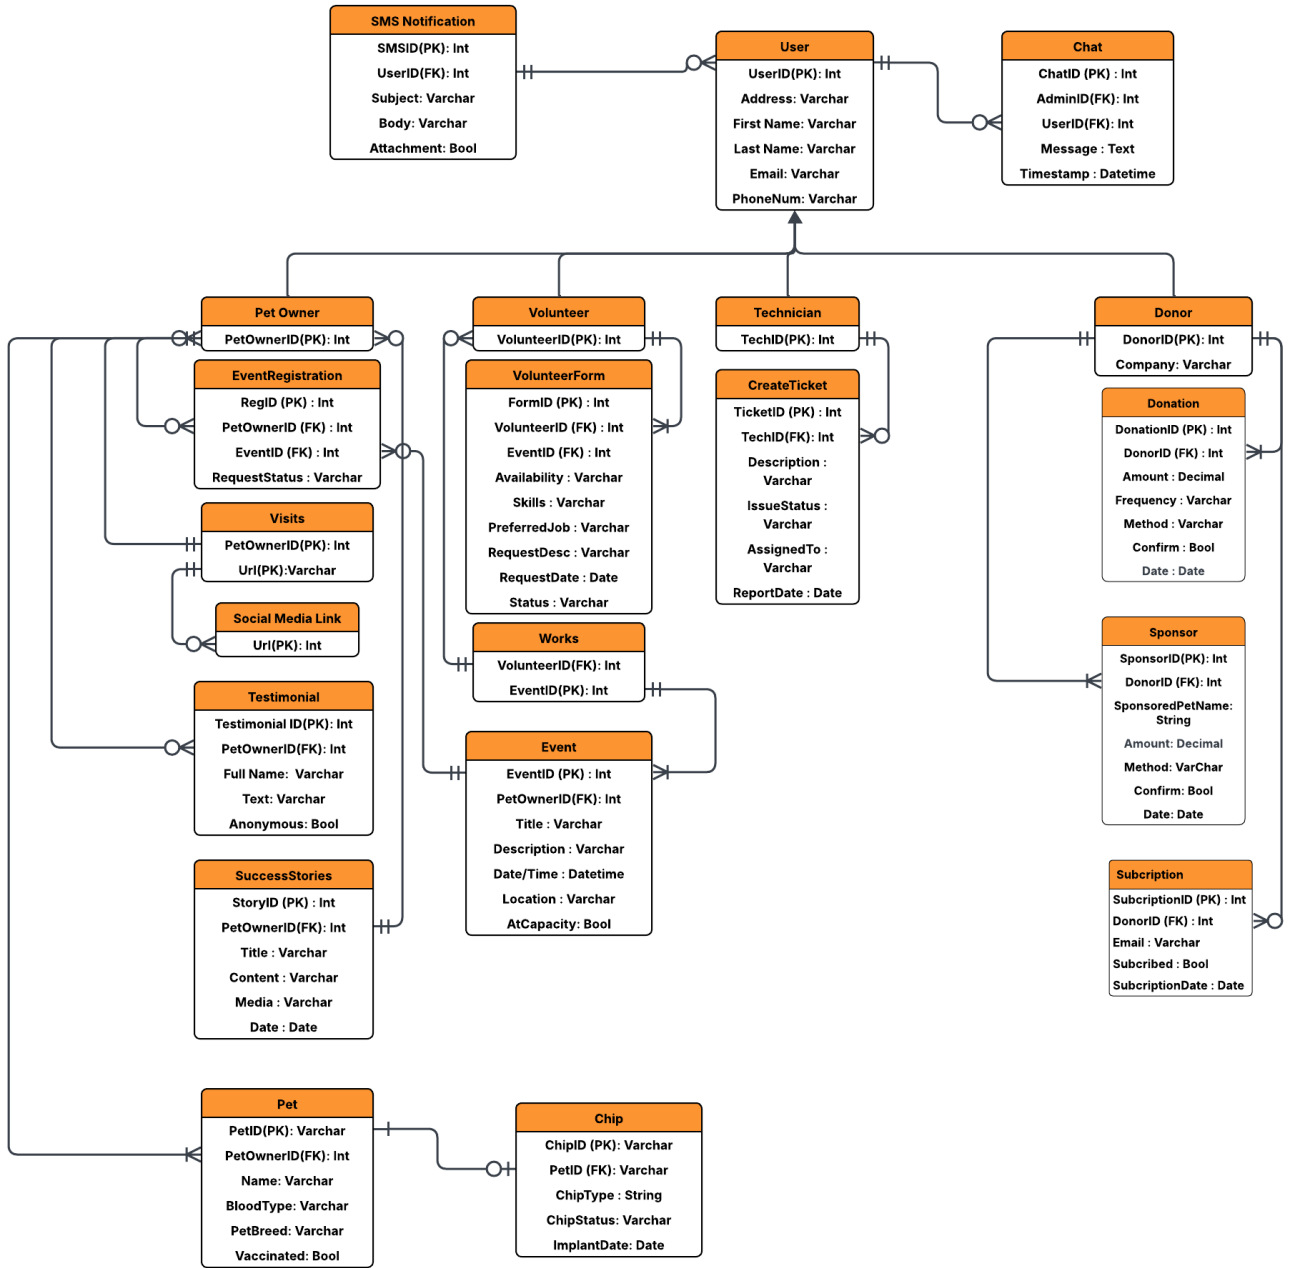 SMS Notification
SMSID(PK): Int
UserID(FK): Int
Subject: Varchar
Body: Varchar
Attachment: Bool
User
UserID(PK): Int
Address: Varchar
First Name: Varchar
Last Name: Varchar
Email: Varchar
PhoneNum: Varchar
Chat
ChatID (PK) : Int
AdminID(FK): Int
UserID(FK): Int
Message : Text
Timestamp : Datetime
Pet Owner
PetOwnerID(PK): Int
EventRegistration
RegID (PK) : Int
PetOwnerID (FK) : Int
EventID (FK) : Int
RequestStatus : Varchar
Visits
PetOwnerID(PK): Int
Url(PK):Varchar
Social Media Link
Url(PK): Int
Testimonial
Testimonial ID(PK): Int
PetOwnerID(FK): Int
Full Name:  Varchar
Text: Varchar
Anonymous: Bool
SuccessStories
StoryID (PK) : Int
PetOwnerID(FK): Int
Title : Varchar
Content : Varchar
Media : Varchar
Date : Date
Pet
PetID(PK): Varchar
PetOwnerID(FK): Int
Name: Varchar
BloodType: Varchar
PetBreed: Varchar
Vaccinated: Bool
Volunteer
VolunteerID(PK): Int
VolunteerForm
FormID (PK) : Int
VolunteerID (FK) : Int
EventID (FK) : Int
Availability : Varchar
Skills : Varchar
PreferredJob : Varchar
RequestDesc : Varchar
RequestDate : Date
Status : Varchar
Works
VolunteerID(FK): Int
EventID(PK): Int
Event
EventID (PK) : Int
PetOwnerID(FK): Int
Title : Varchar
Description : Varchar
Date/Time : Datetime
Location : Varchar
AtCapacity: Bool
Chip
ChipID (PK): Varchar
PetID (FK): Varchar
ChipType : String
ChipStatus: Varchar
ImplantDate: Date
Technician
TechID(PK): Int
CreateTicket
TicketID (PK) : Int
TechID(FK): Int
Description :
Varchar
IssueStatus :
Varchar
AssignedTo :
Varchar
ReportDate : Date
Donor
DonorID(PK): Int
Company: Varchar
Donation
DonationID (PK) : Int
DonorID (FK) : Int
Amount : Decimal
Frequency : Varchar
Method : Varchar
Confirm : Bool
Date : Date
Sponsor
SponsorID(PK): Int
DonorID (FK): Int
SponsoredPetName:
String
Amount: Decimal
Method: VarChar
Confirm: Bool
Date: Date
Subcription
SubcriptionID (PK) : Int
DonorID (FK) : Int
Email : Varchar
Subcribed : Bool
SubcriptionDate : Date